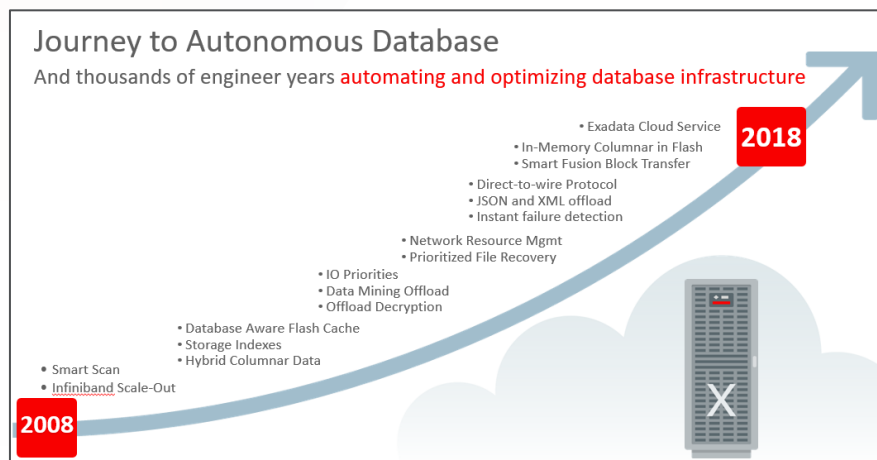 Journey to Autonomous Database
And thousands of engineer years automating and optimizing database infrastructure
• Exadata Cloud Service
2018
• In-Memory Columnar in Flash
• Smart Fusion Block Transfer
• Direct-to-wire Protocol
• JSON and XML offload
• Instant failure detection
• Network Resource Mgmt
• Prioritized File Recovery
• IO Priorities
• Data Mining Offload
• Offload Decryption
• Database Aware Flash Cache
• Storage Indexes
• Hybrid Columnar Data
• Smart Scan
• Infiniband Scale-Out
2008
X